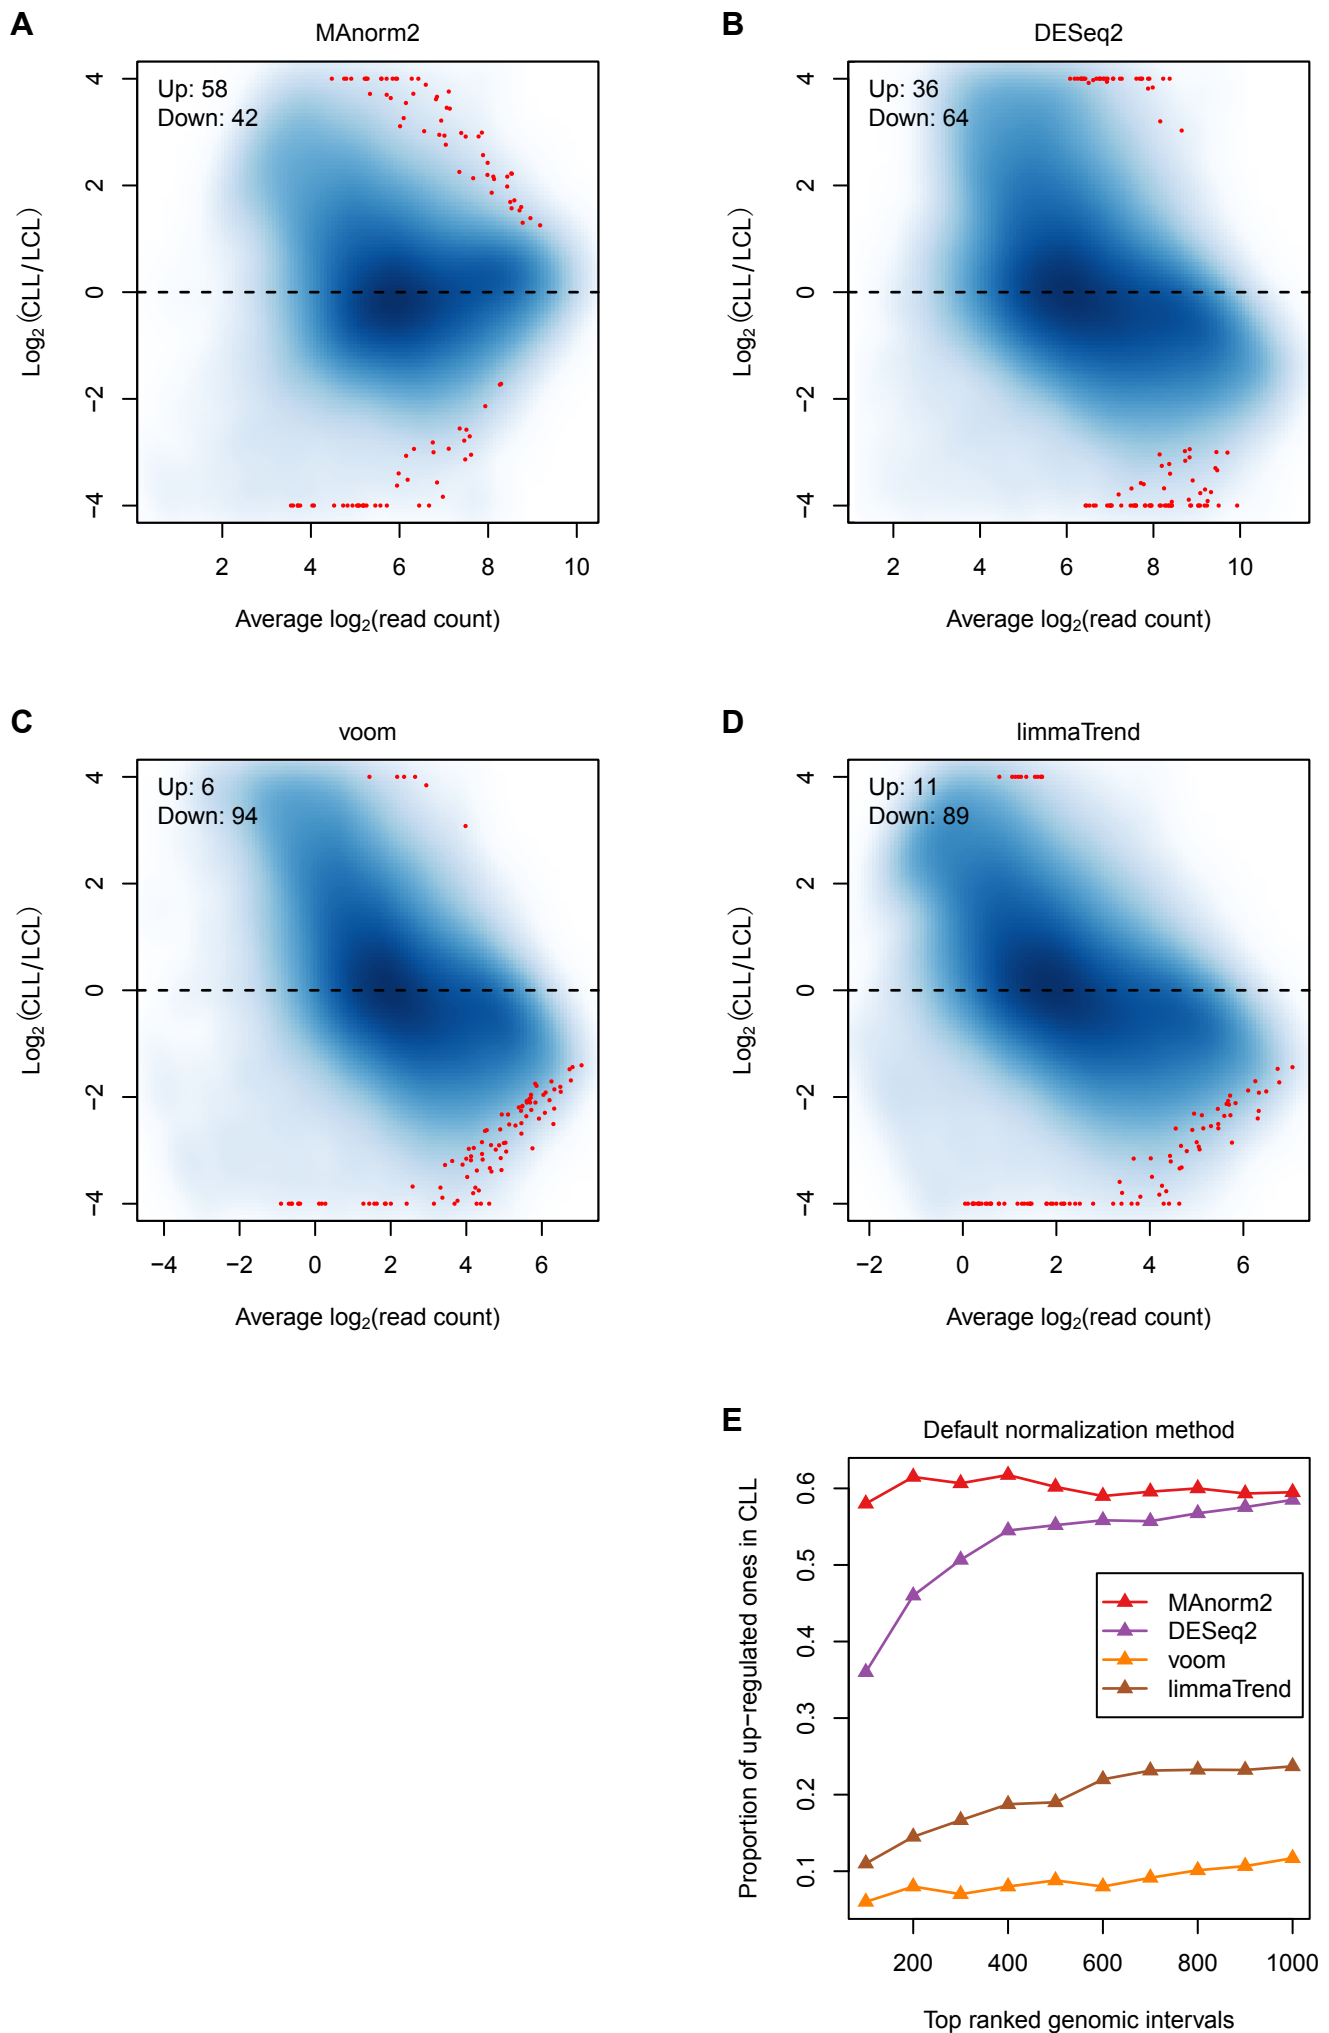 A
MAnorm2
Up: 58
Down: 42
4
2
0
−2
−4
Log2 (CLL/LCL)
2 4 6 8 10
Average log2(read count)
B
DESeq2
Up: 36
Down: 64
4
2
0
−2
−4
Log2 (CLL/LCL)
2 4 6 8 10
Average log2(read count)
C
voom
Up: 6
Down: 94
4
2
0
−2
−4
Log2 (CLL/LCL)
−4 −2 0 2 4 6
Average log2(read count)
D
limmaTrend
Up: 11
Down: 89
4
2
0
−2
−4
Log2 (CLL/LCL)
−2 0 2 4 6
Average log2(read count)
E
Default normalization method
0.6
0.5
0.4
0.3
0.2
0.1
Proportion of up−regulated ones in CLL
MAnorm2
DESeq2
voom
limmaTrend
200 400 600 800 1000
Top ranked genomic intervals